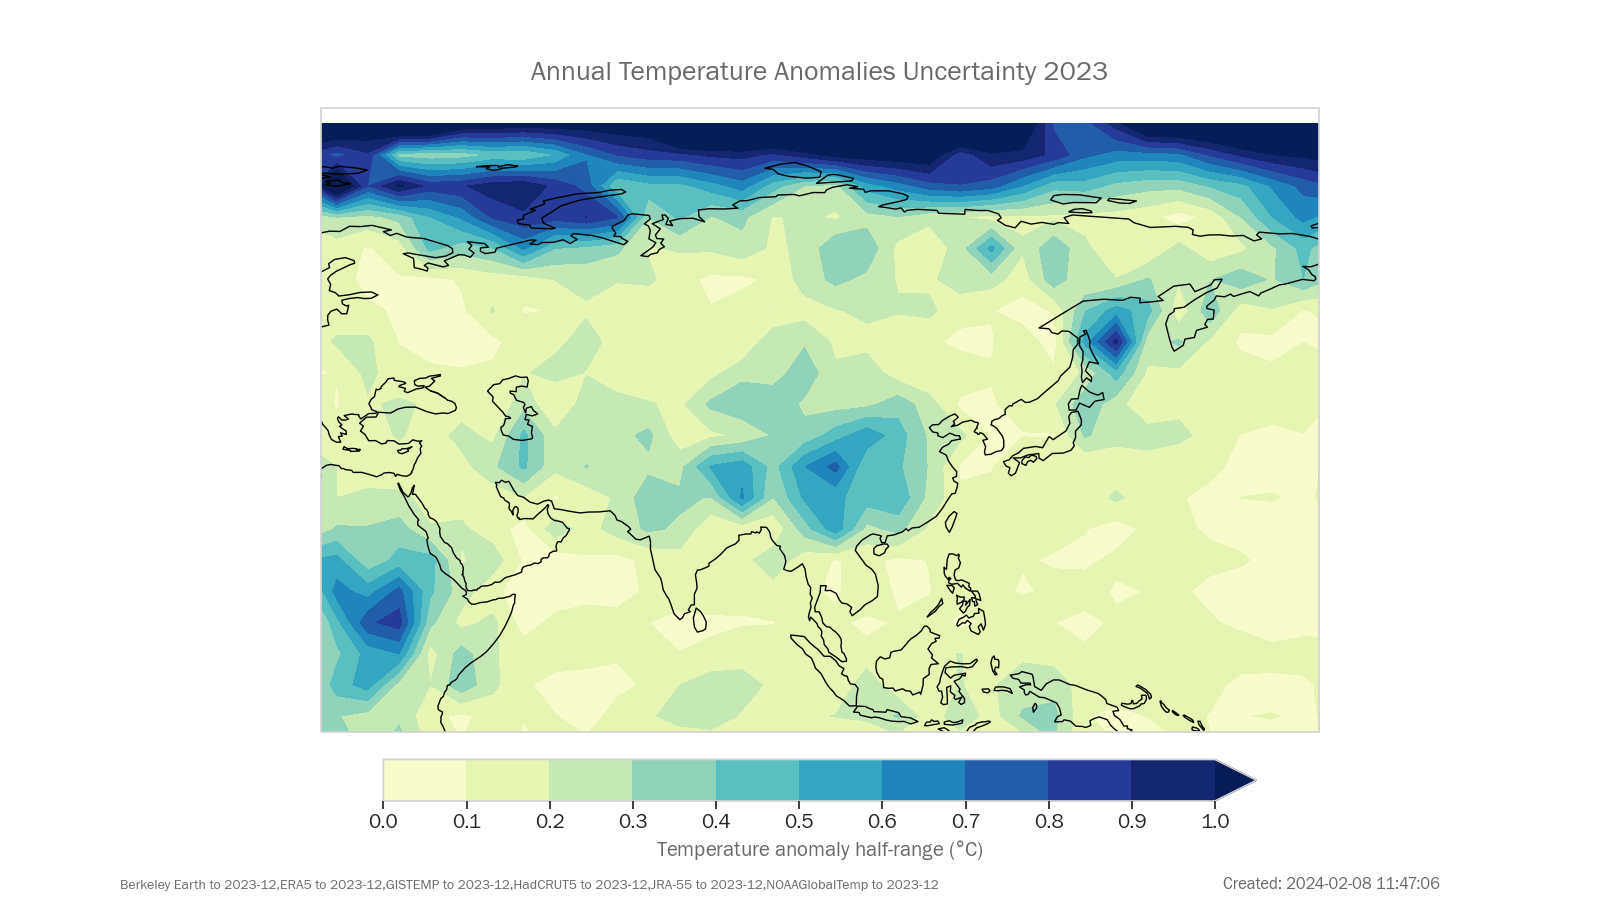 Annual Temperature Anomalies Uncertainty 2023
0.0 0.1 0.2 0.3 0.4 0.5 0.6 0.7 0.8 0.9 1.0
Temperature anomaly half-range (°C)
Berkeley Earth to 2023-12,ERA5 to 2023-12,GISTEMP to 2023-12,HadCRUT5 to 2023-12,JRA-55 to 2023-12,NOAAGlobalTemp to 2023-12
Created: 2024-02-08 11:47:06